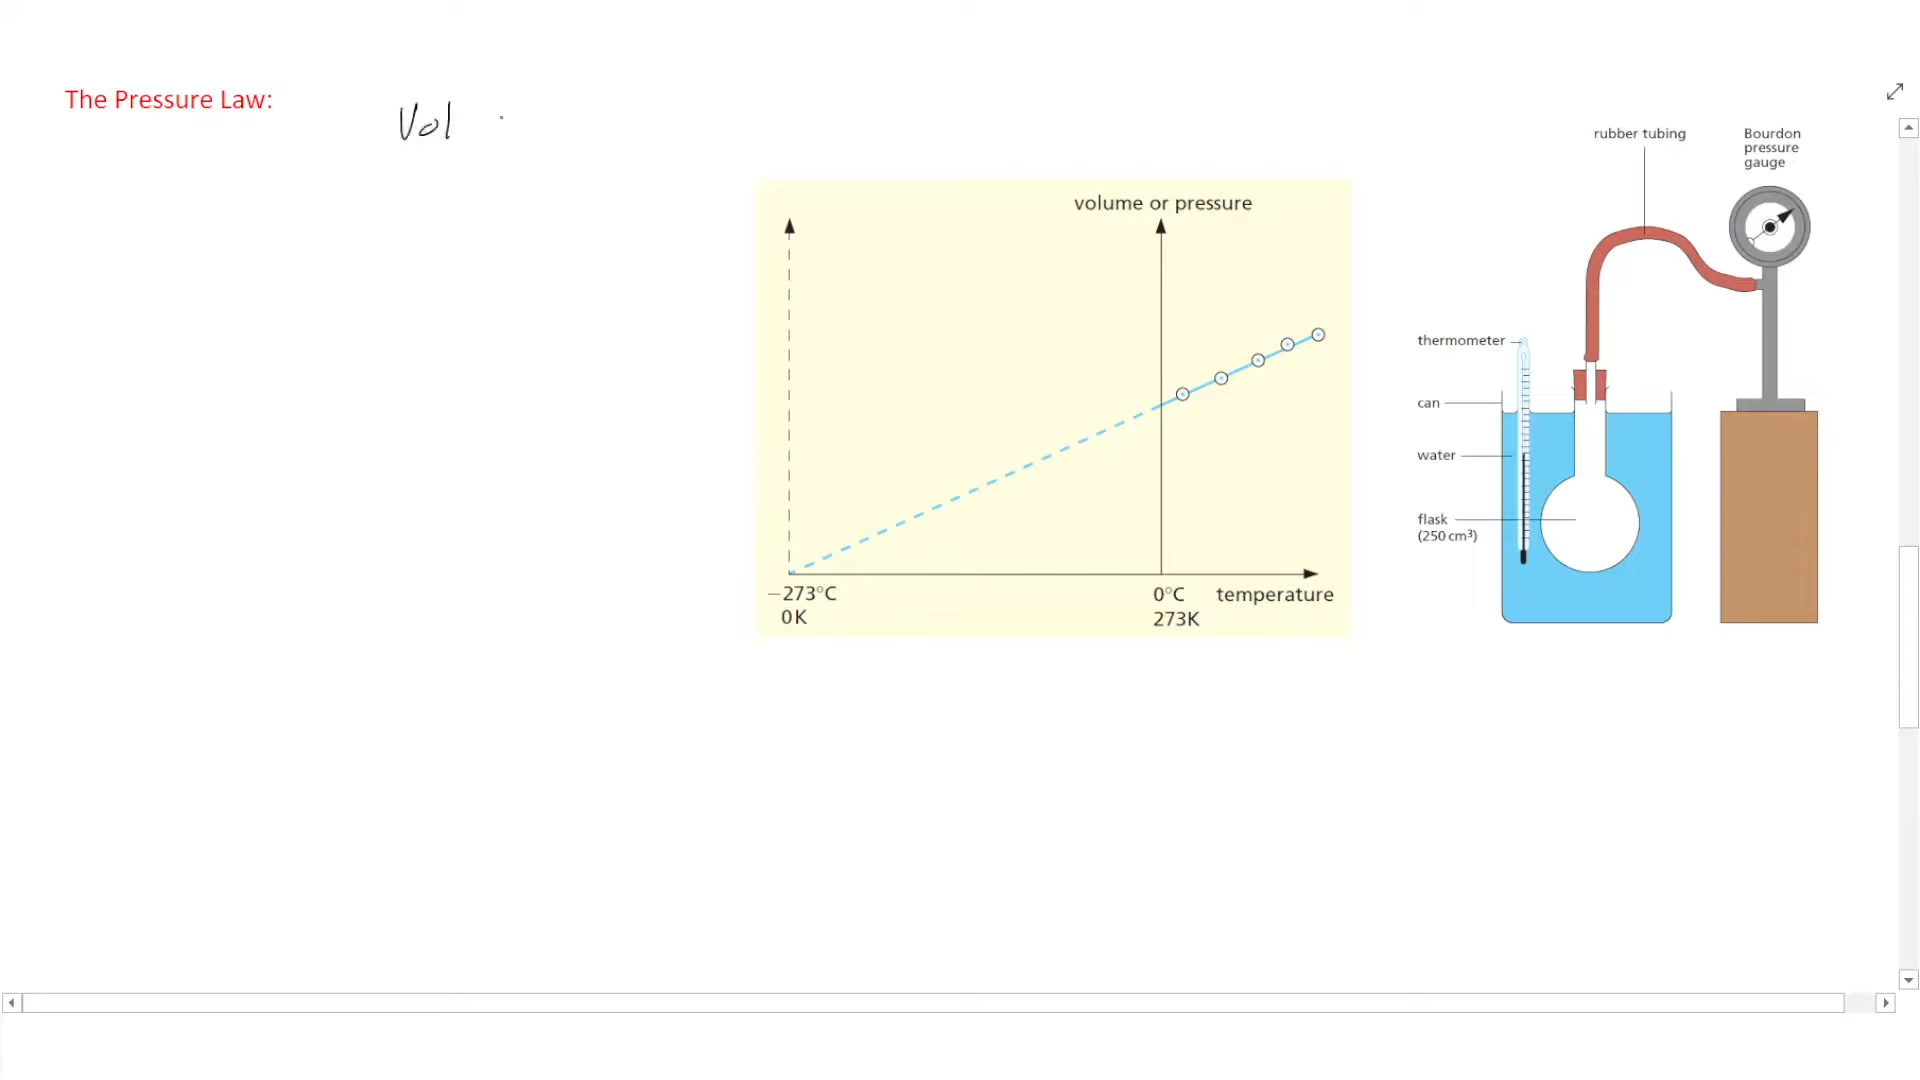 The Pressure Law:
Vol
volume or pressure
−273°C
0K
0°C
273K
temperature
rubber tubing
Bourdon
pressure
gauge
thermometer
can
water
flask
(250 cm³)